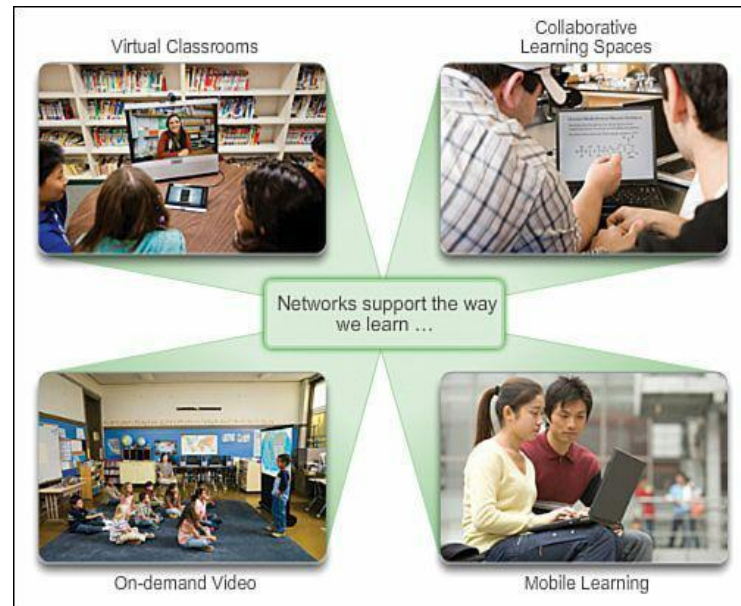 Virtual Classrooms
Collaborative
Learning Spaces
Networks support the way
we learn ...
On-demand Video
Mobile Learning